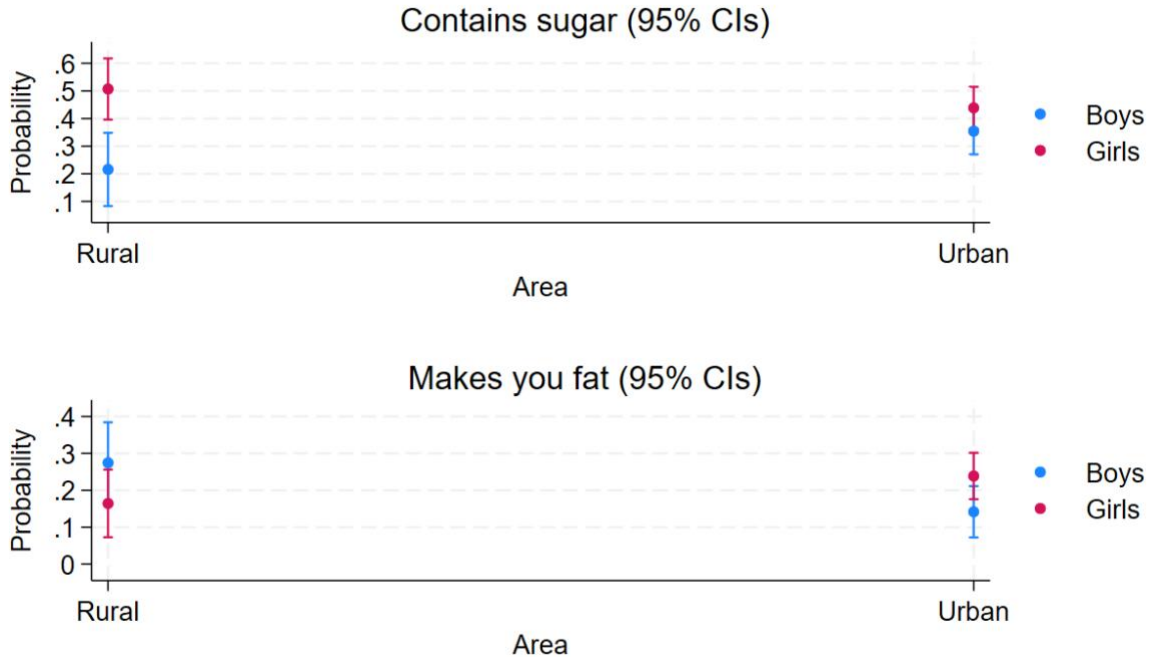 Contains sugar (95% CIs)
Probability
.6
.5
.4
.3
.2
.1
Rural
Urban
Area
Boys
Girls
Makes you fat (95% CIs)
Probability
.4
.3
.2
.1
0
Rural
Urban
Area
Boys
Girls